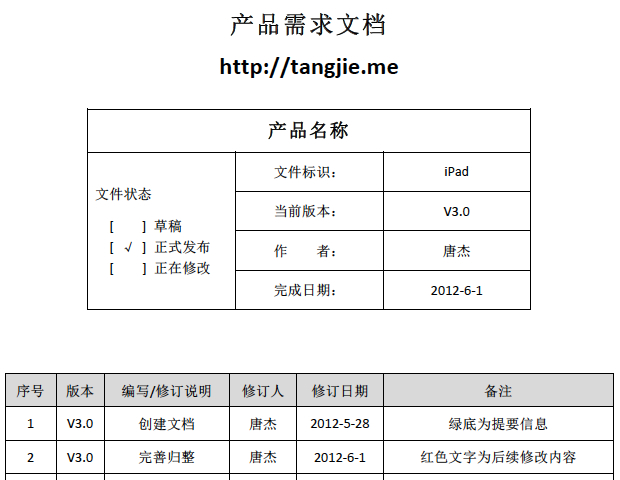 产品需求文档
http://tangjie.me
产品名称
文件状态
[ ] 草稿
[ √ ] 正式发布
[ ] 正在修改
文件标识： iPad
当前版本： V3.0
作 者： 唐杰
完成日期： 2012-6-1
序号 版本 编写/修订说明 修订人 修订日期 备注
1 V3.0 创建文档 唐杰 2012-5-28 绿底为提要信息
2 V3.0 完善归整 唐杰 2012-6-1 红色文字为后续修改内容